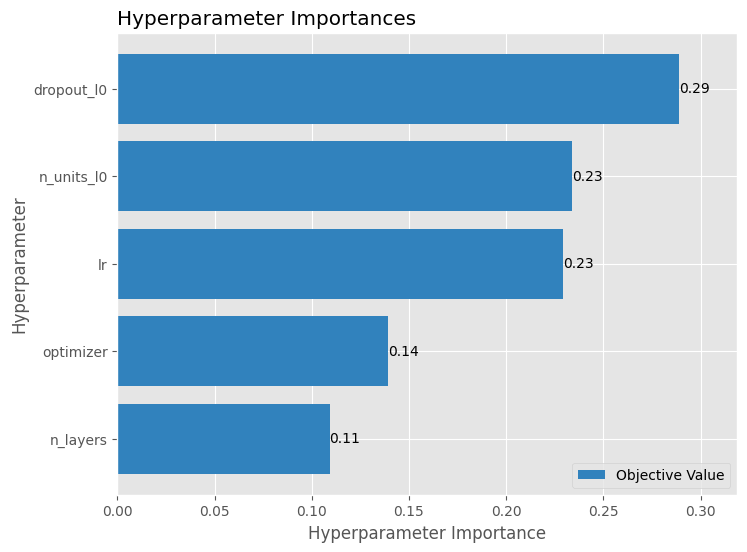 Hyperparameter Importances
Hyperparameter
dropout_l0
0.29
n_units_l0
0.23
lr
0.23
optimizer
0.14
n_layers
0.11
Objective Value
0.00 0.05 0.10 0.15 0.20 0.25 0.30
Hyperparameter Importance